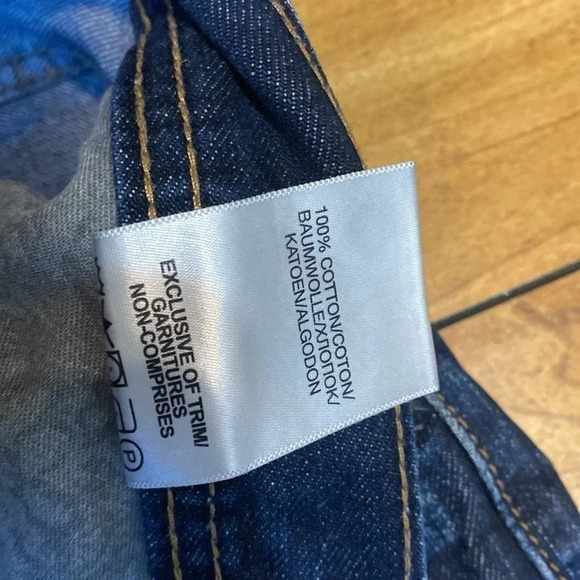 100% COTTON/COTON/
BAUMWOLLE/ХЛОПОК/
KATOEN/ALGODON
EXCLUSIVE OF TRIM/
GARNITURES
NON-COMPRISES
P